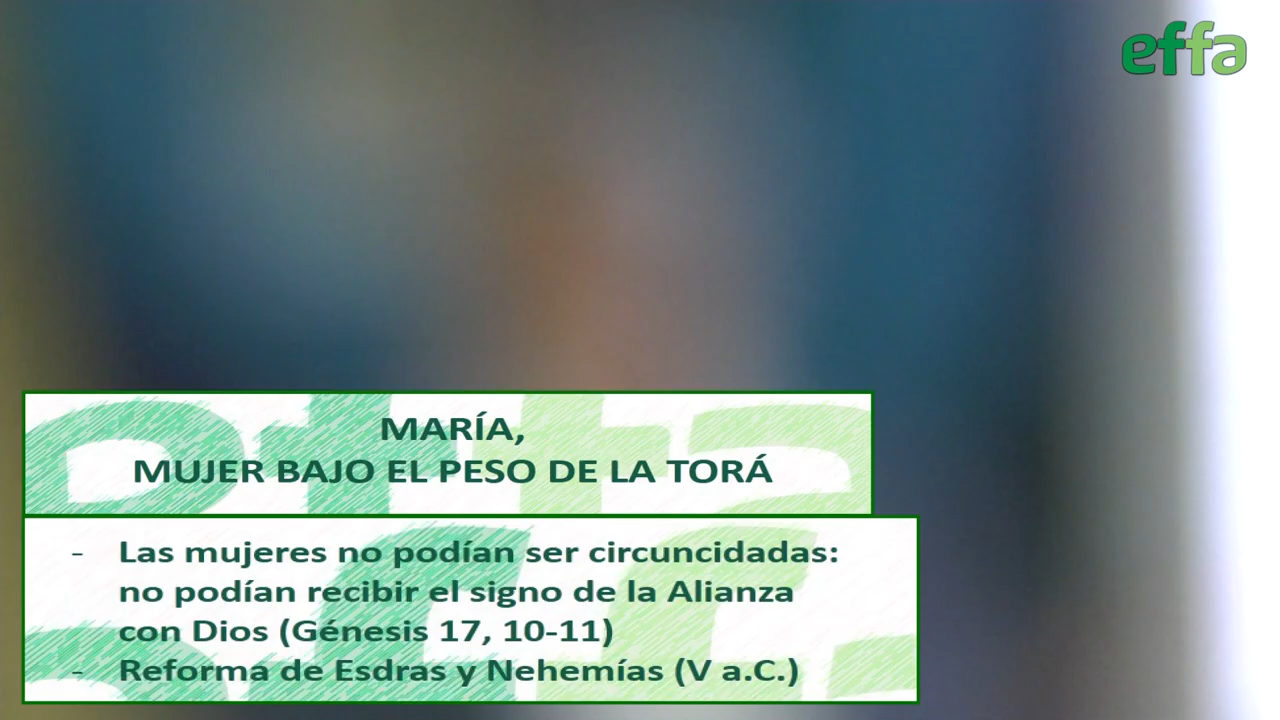 effa
MARÍA,
MUJER BAJO EL PESO DE LA TORÁ
- Las mujeres no podían ser circuncidadas:
no podían recibir el signo de la Alianza
con Dios (Génesis 17, 10-11)
- Reforma de Esdras y Nehemías (V a.C.)